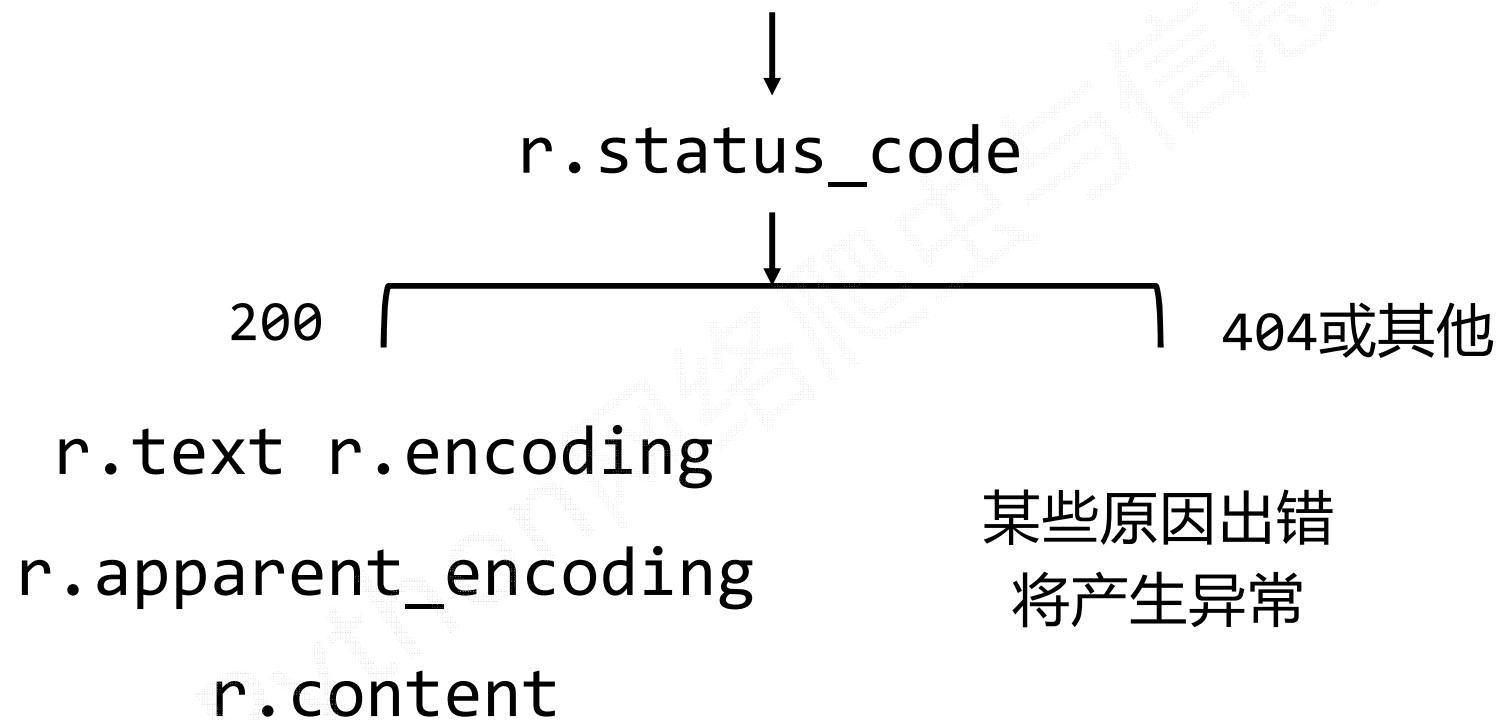 r.status_code
200
404或其他
r.text r.encoding
r.apparent_encoding
r.content
某些原因出错
将产生异常